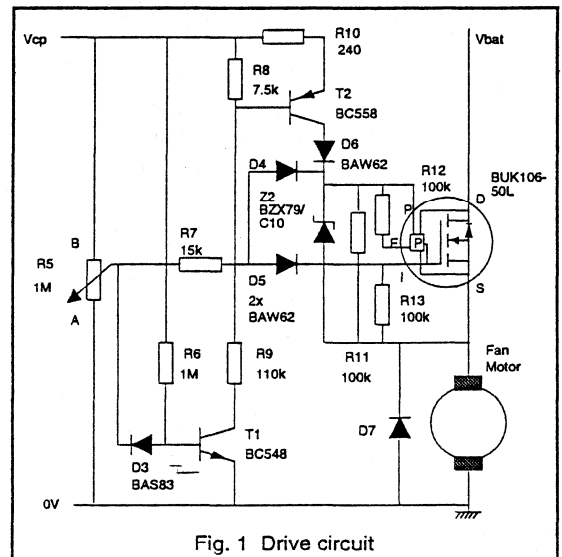 Vcp
R10
240
Vbat
R8
7.5k
T2
BC558
D6
BAW62
D4
R12
100k
BUK106-
50L
Z2
BZX79/
C10
P
D
F
P
B
R7
15k
R5
1M
D5
2x
BAW62
I
S
A
R13
100k
R6
1M
R9
110k
R11
100k
Fan
Motor
T1
BC548
D7
D3
BAS83
0V
Fig. 1 Drive circuit